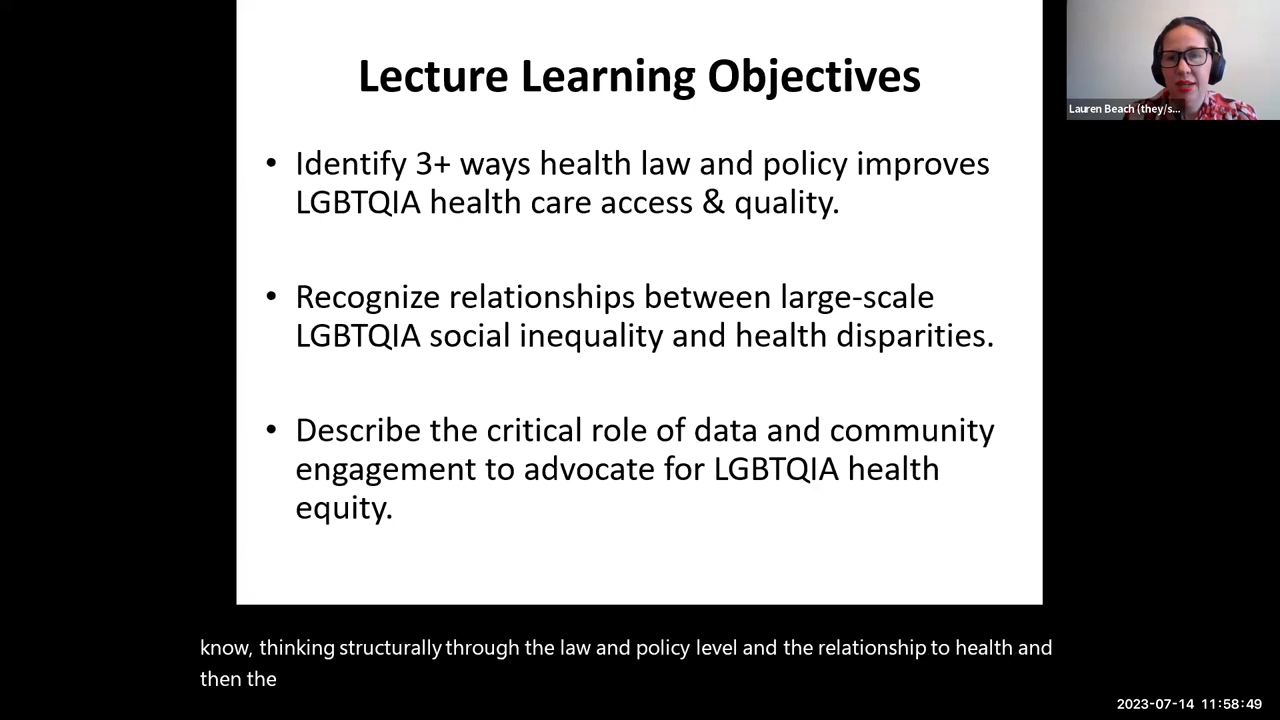 Lecture Learning Objectives
Lauren Beach (they/s...
• Identify 3+ ways health law and policy improves
LGBTQIA health care access & quality.
• Recognize relationships between large-scale
LGBTQIA social inequality and health disparities.
• Describe the critical role of data and community
engagement to advocate for LGBTQIA health
equity.
know, thinking structurally through the law and policy level and the relationship to health and
then the
2023-07-14 11:58:49